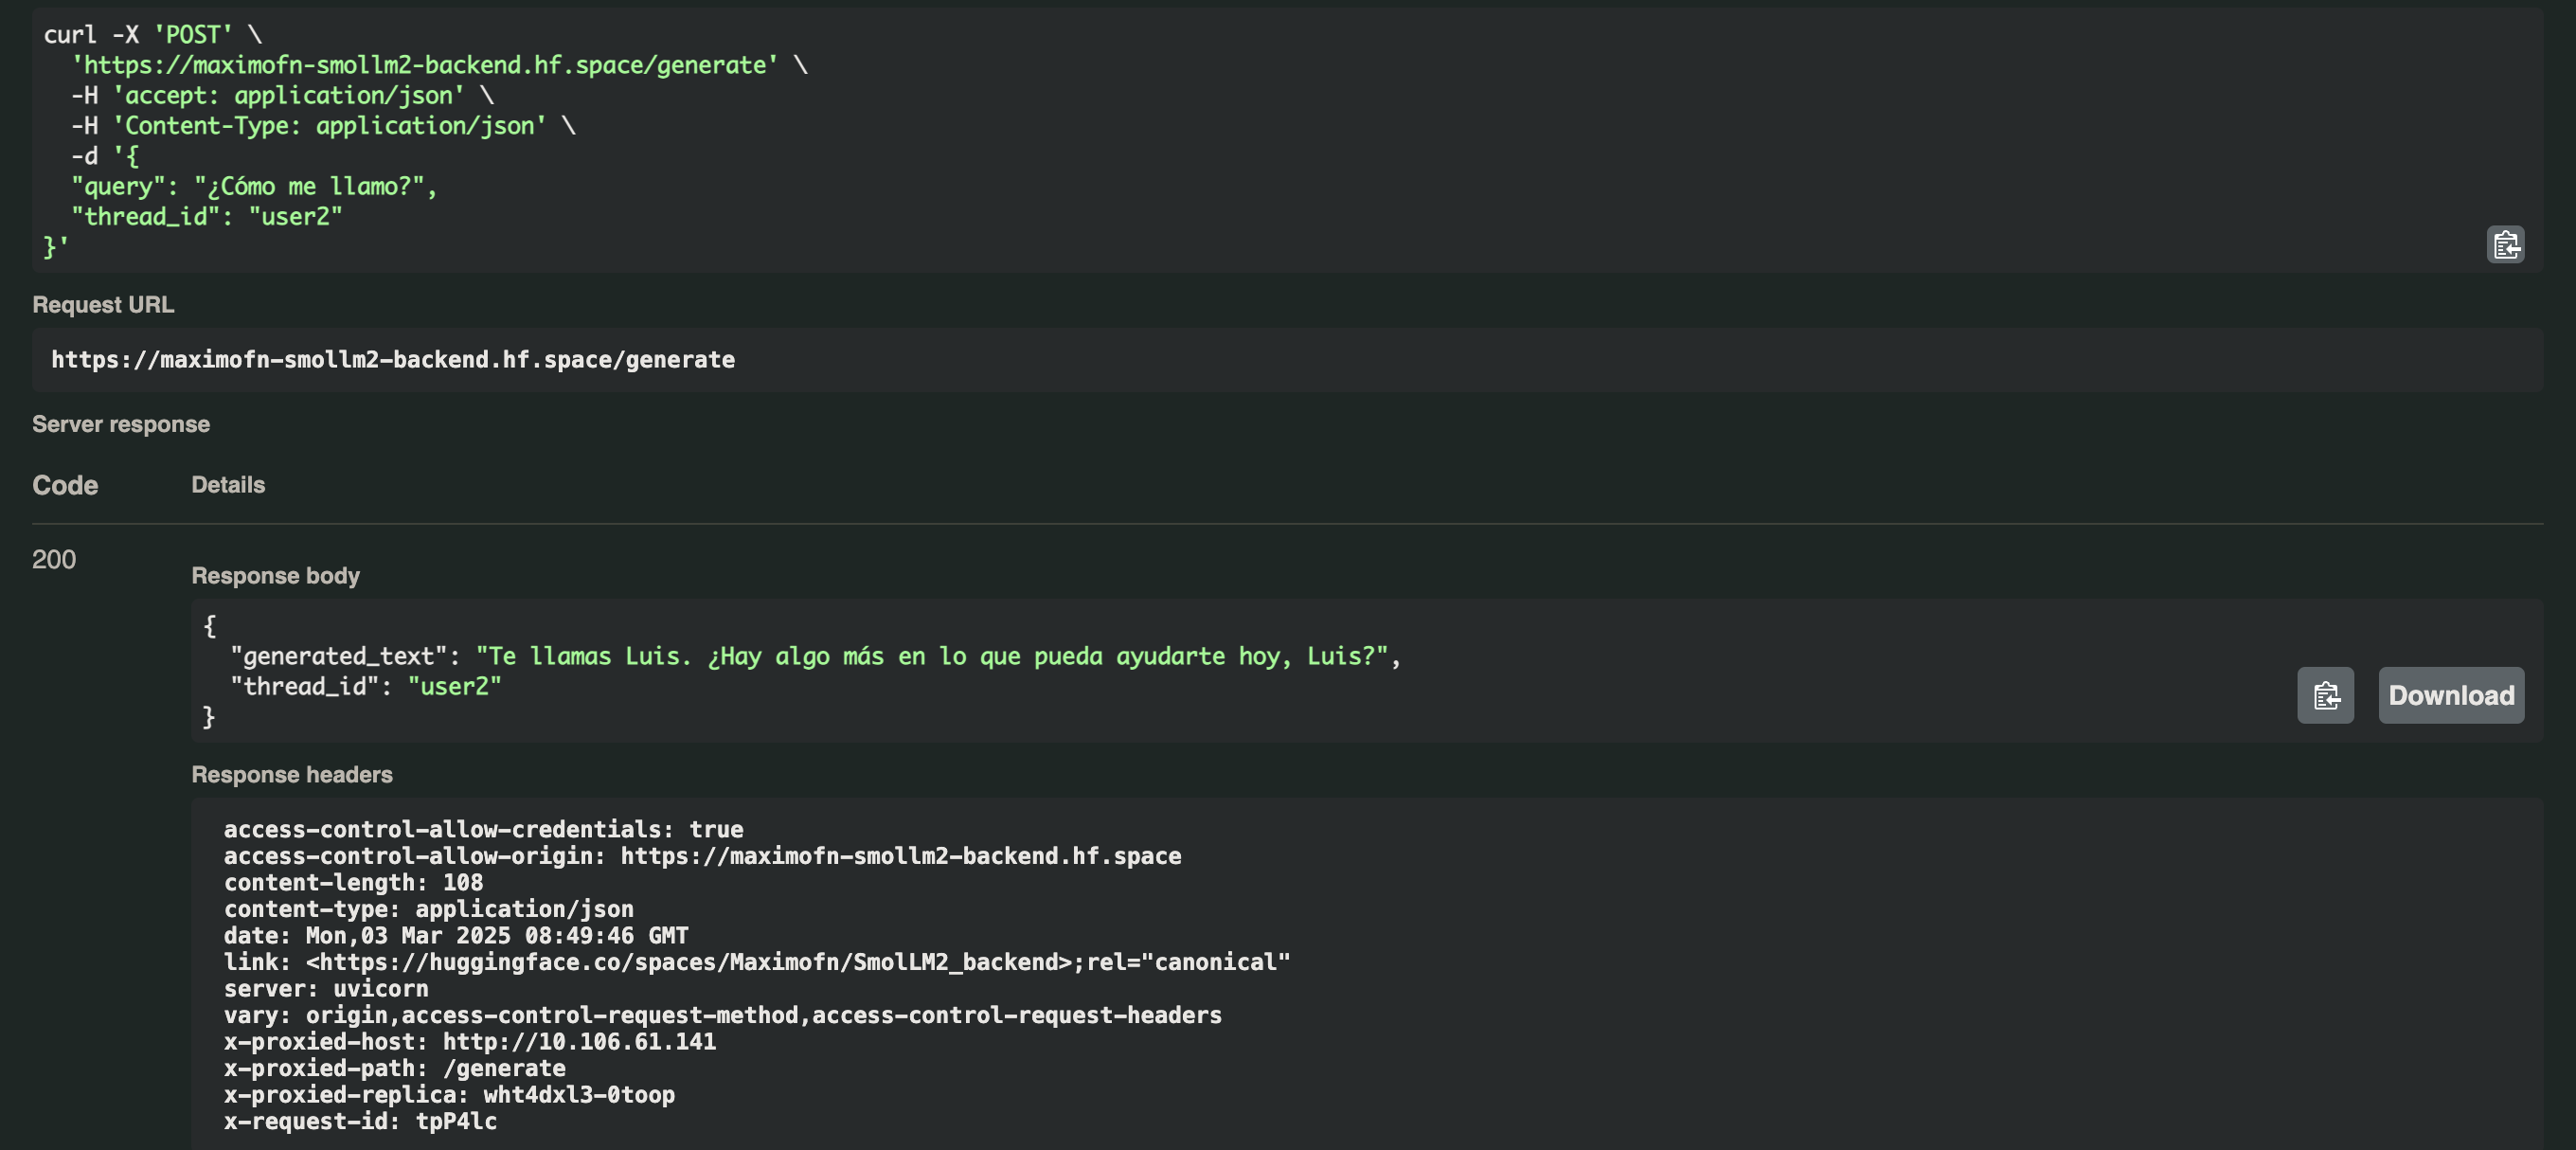 curl -X 'POST' \
  'https://maximofn-smollm2-backend.hf.space/generate' \
  -H 'accept: application/json' \
  -H 'Content-Type: application/json' \
  -d '{
  "query": "¿Cómo me llamo?",
  "thread_id": "user2"
}'
Request URL
https://maximofn-smollm2-backend.hf.space/generate
Server response
Code Details
200
Response body
{
  "generated_text": "Te llamas Luis. ¿Hay algo más en lo que pueda ayudarte hoy, Luis?",
  "thread_id": "user2"
}
Download
Response headers
access-control-allow-credentials: true
access-control-allow-origin: https://maximofn-smollm2-backend.hf.space
content-length: 108
content-type: application/json
date: Mon,03 Mar 2025 08:49:46 GMT
link: <https://huggingface.co/spaces/Maximofn/SmolLM2_backend>;rel="canonical"
server: uvicorn
vary: origin,access-control-request-method,access-control-request-headers
x-proxied-host: http://10.106.61.141
x-proxied-path: /generate
x-proxied-replica: wht4dxl3-0toop
x-request-id: tpP4lc